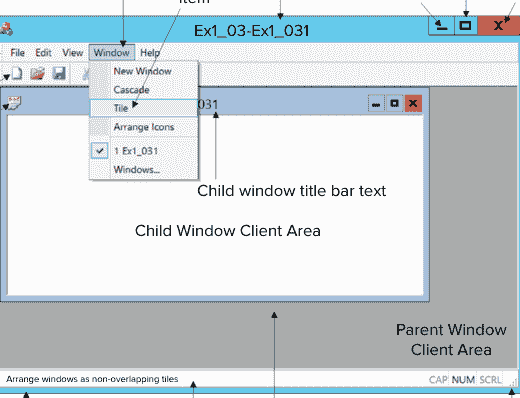 item
Ex1_03-Ex1_031
File Edit View Window Help
New Window
Cascade
Tile
031
Arrange Icons
1 Ex1_031
Windows...
Child window title bar text
Child Window Client Area
Parent Window
Client Area
Arrange windows as non-overlapping tiles
CAP NUM SCRL